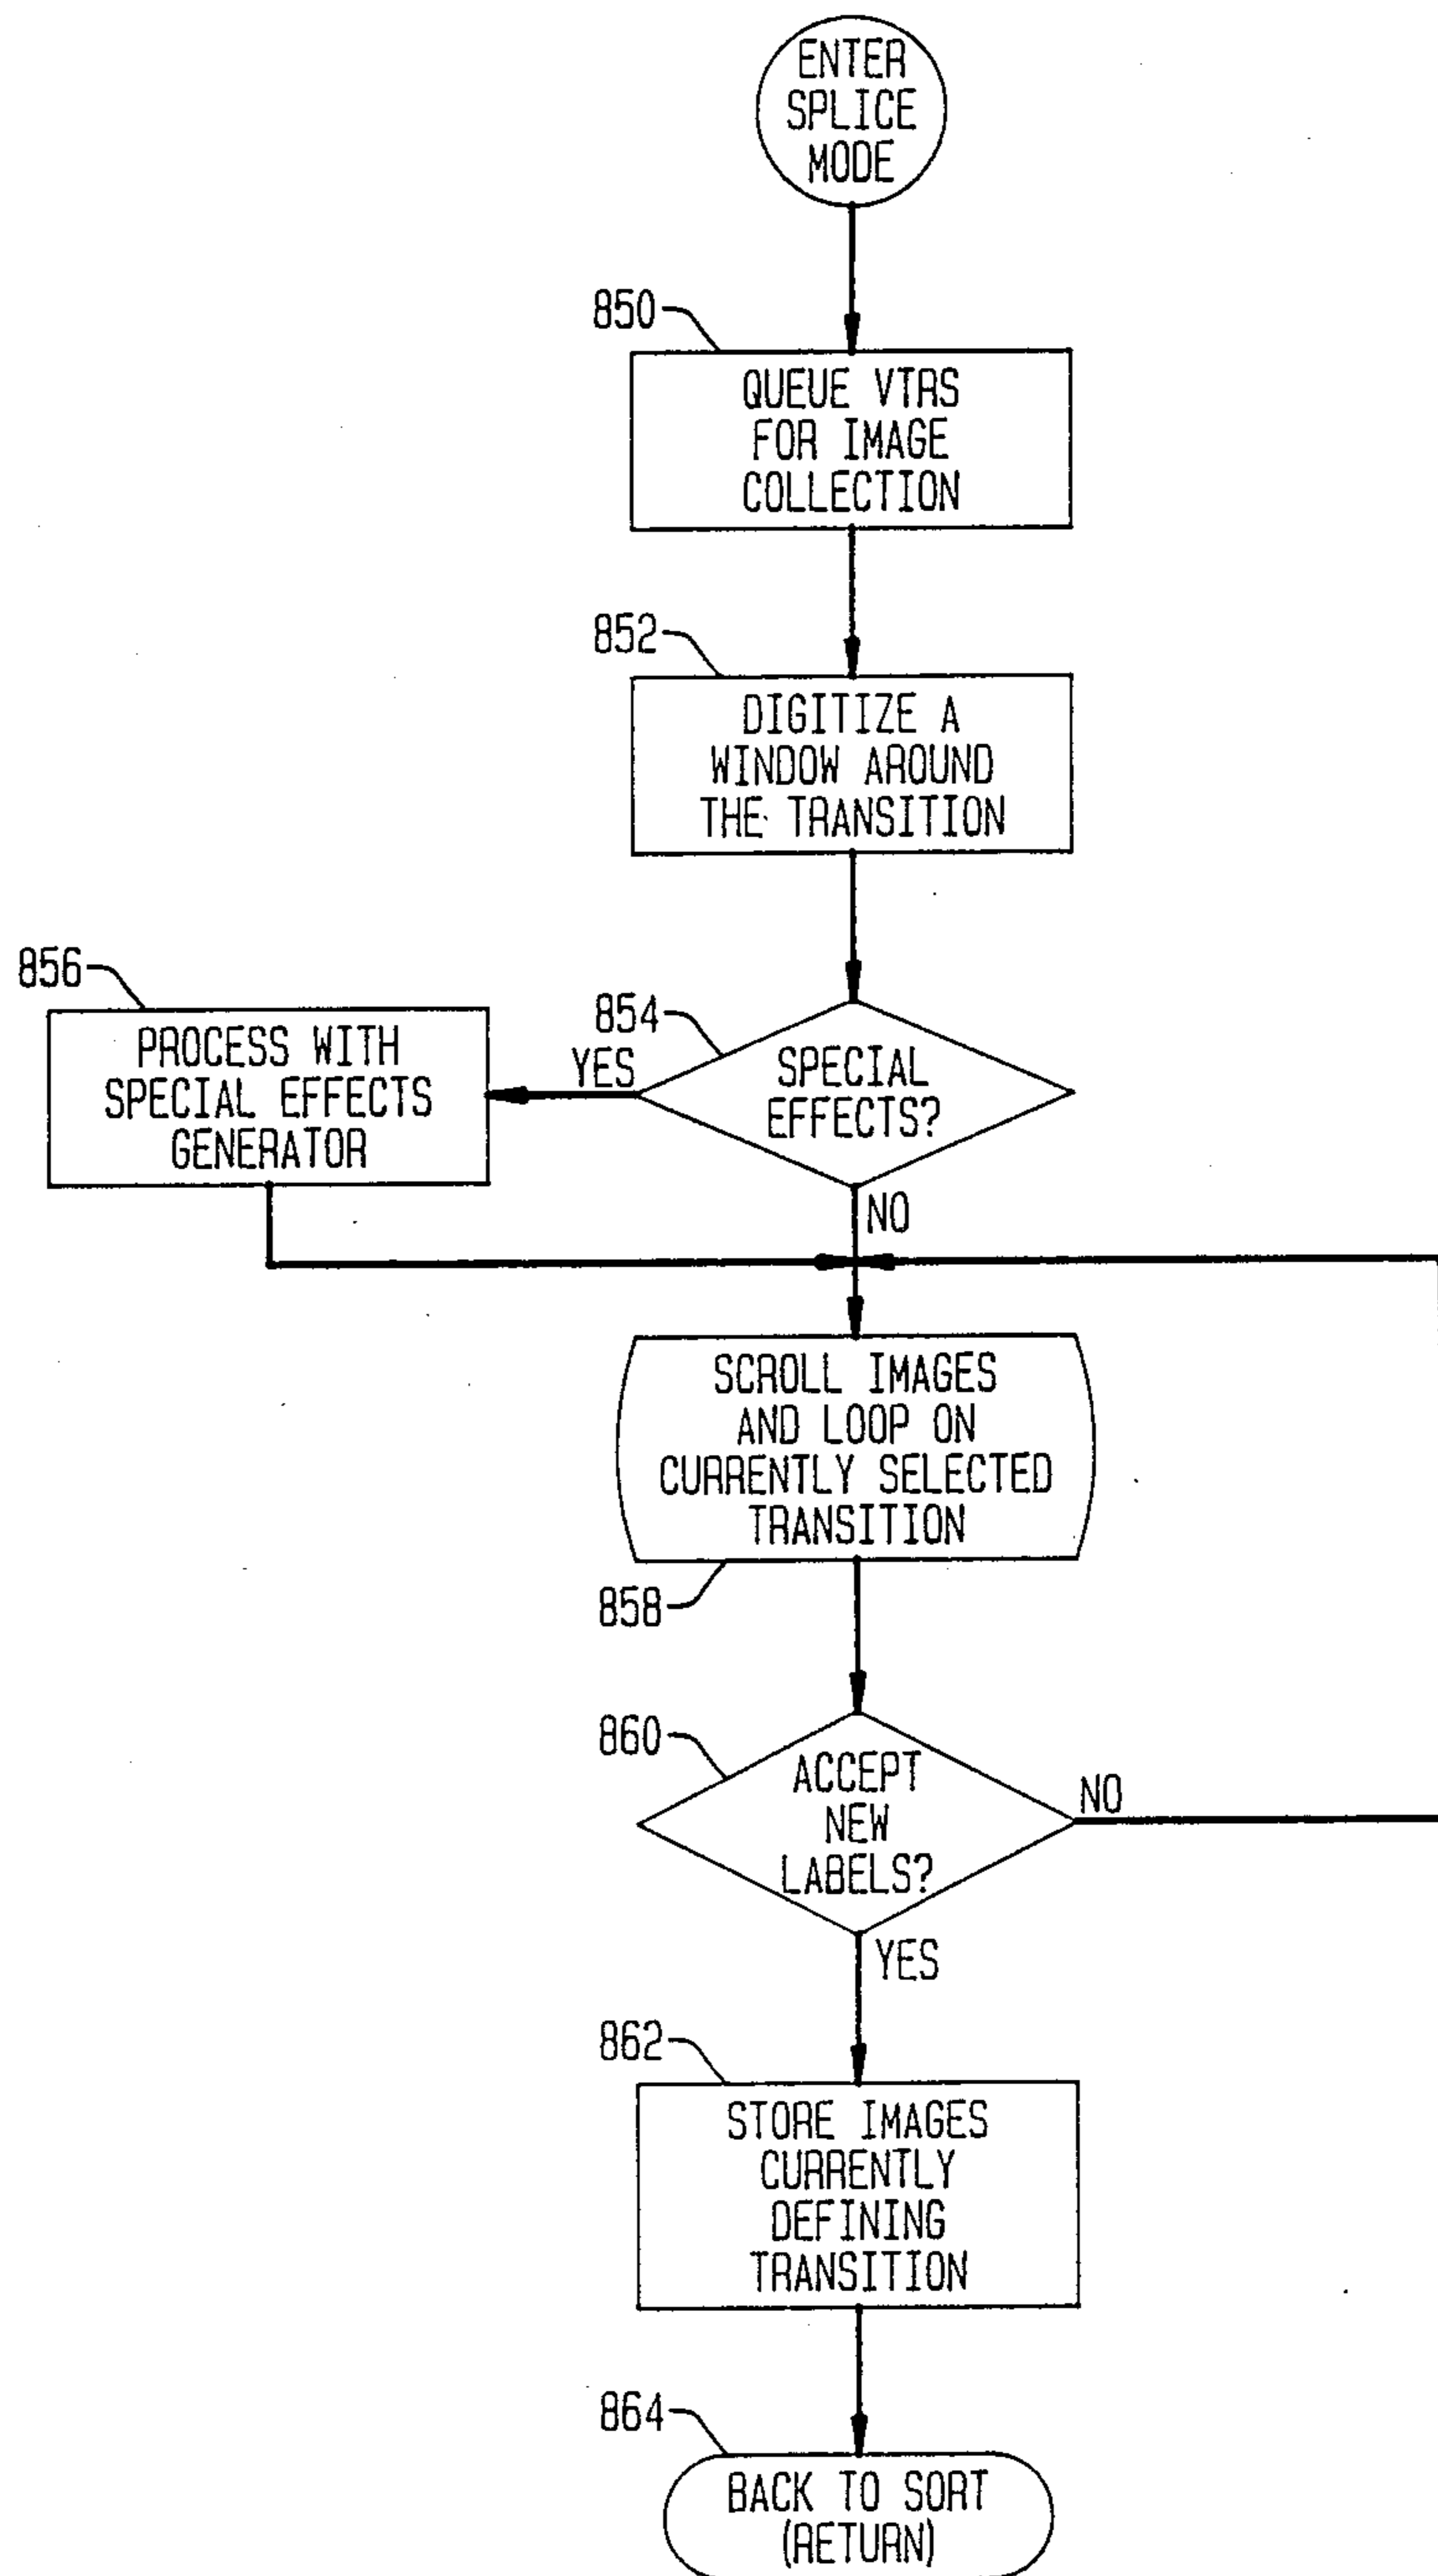 ENTER
SPLICE
MODE
850
QUEUE VTRS
FOR IMAGE
COLLECTION
852
DIGITIZE A
WINDOW AROUND
THE TRANSITION
856
PROCESS WITH
SPECIAL EFFECTS
GENERATOR
854
YES
SPECIAL
EFFECTS?
NO
SCROLL IMAGES
AND LOOP ON
CURRENTLY SELECTED
TRANSITION
858
860
ACCEPT
NEW
LABELS?
NO
YES
862
STORE IMAGES
CURRENTLY
DEFINING
TRANSITION
864
BACK TO SORT
(RETURN)